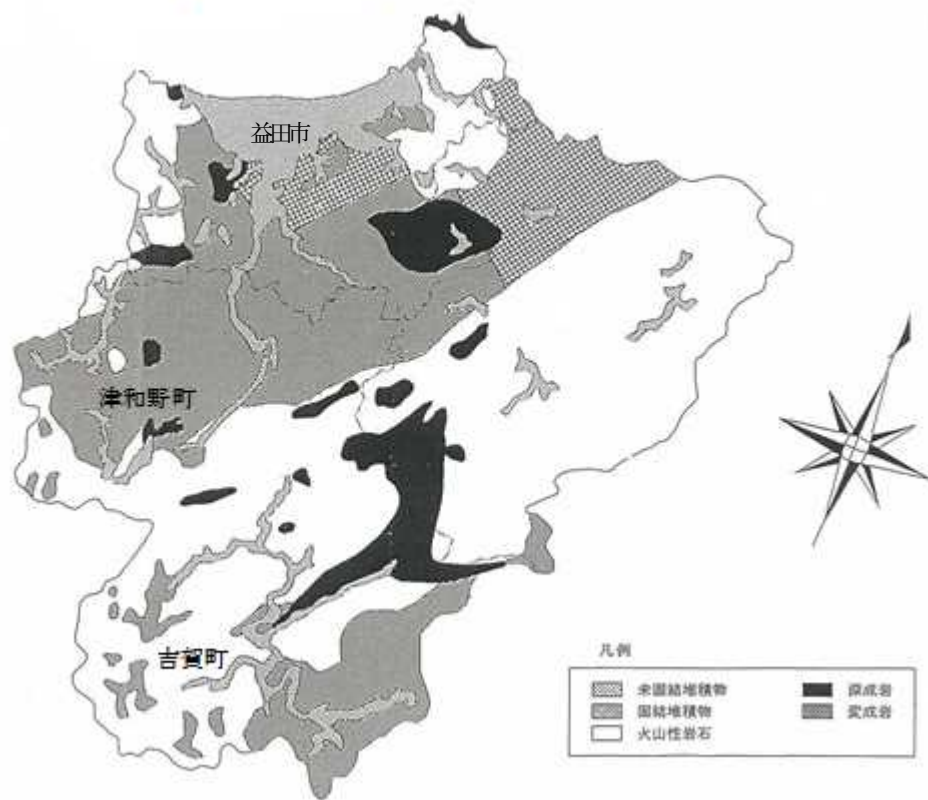 益田市
津和野町
吉賀町
凡例
未固結堆積物
固結堆積物
火山性岩石
深成岩
変成岩